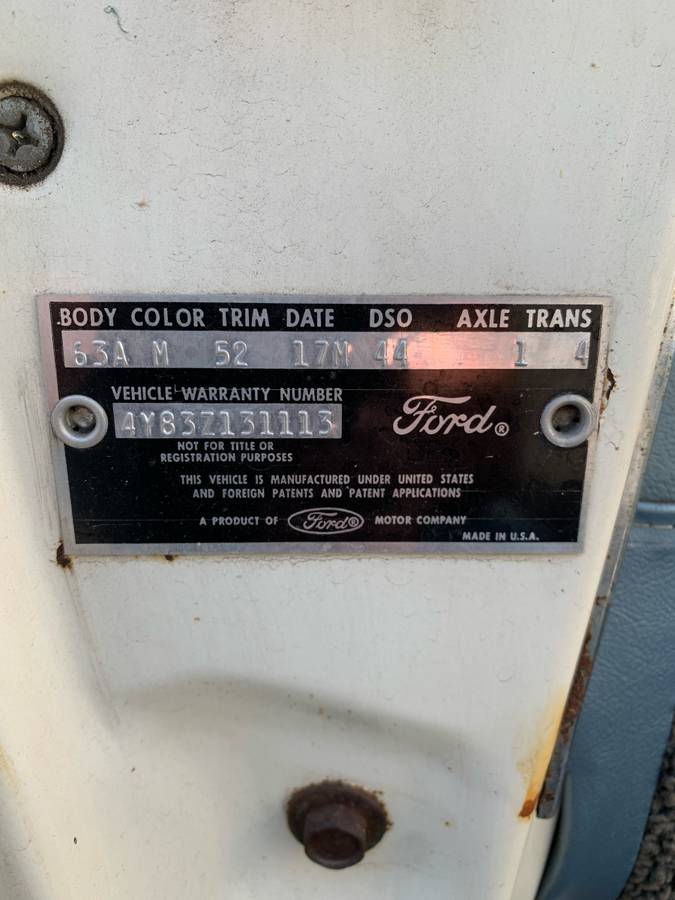 BODY COLOR TRIM DATE DSO AXLE TRANS
63A M 52 17M 44 1 4
VEHICLE WARRANTY NUMBER
4Y83Z131113
Ford®
NOT FOR TITLE OR
REGISTRATION PURPOSES
THIS VEHICLE IS MANUFACTURED UNDER UNITED STATES
AND FOREIGN PATENTS AND PATENT APPLICATIONS
A PRODUCT OF Ford® MOTOR COMPANY
MADE IN U.S.A.